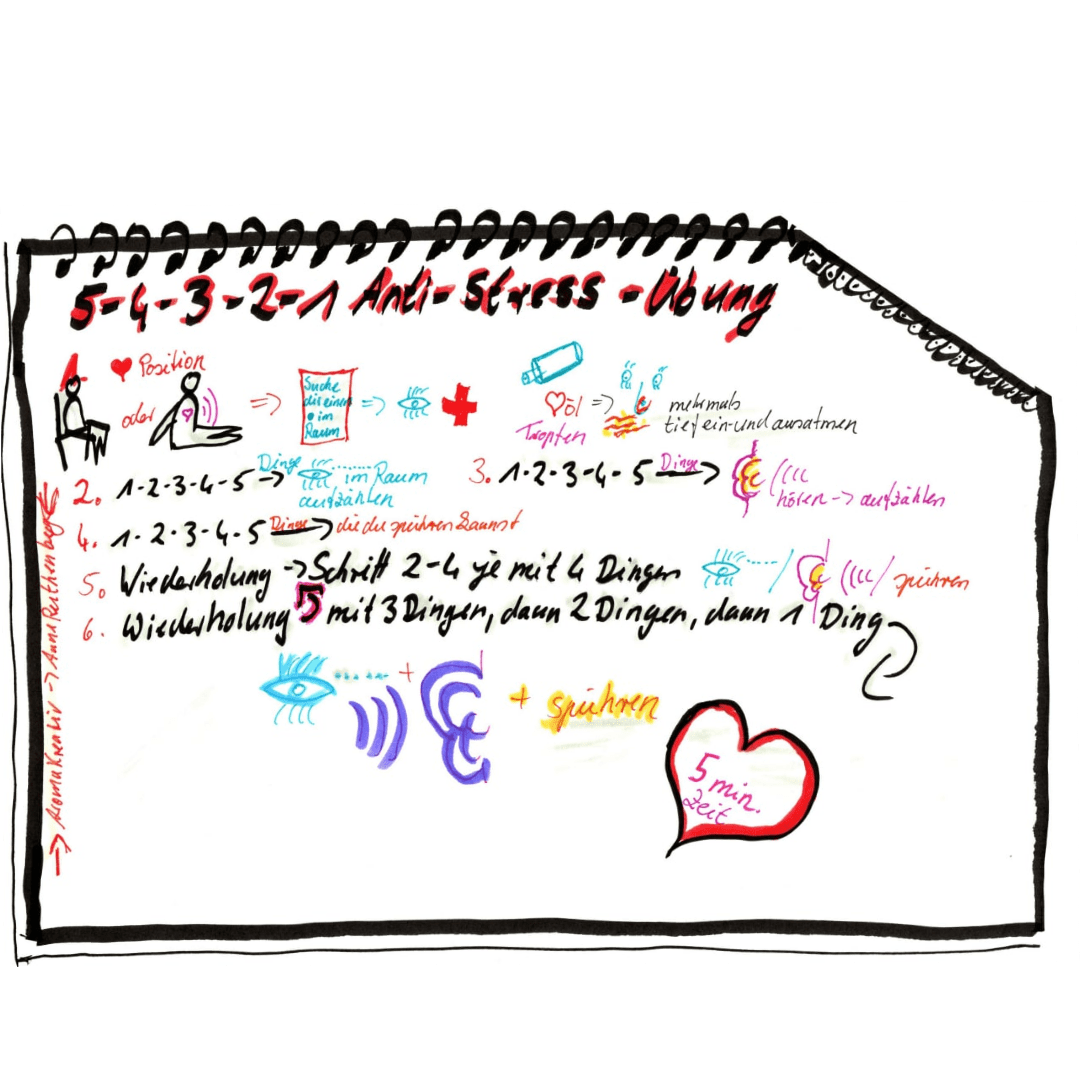 5-4-3-2-1 Anti-Stress-Übung
1. Position
oder
Suche
dir einen
im
Raum
öl
Tropfen
mehrmals
tief ein- und ausatmen
2. 1-2-3-4-5 Dinge im Raum
aufzählen
3. 1-2-3-4-5 Dinge
hören -> aufzählen
4. 1-2-3-4-5 Dinge die du spühren kannst
5. Wiederholung -> Schritt 2-4 je mit 4 Dingen / / spühren
6. Wiederholung 5 mit 3 Dingen, dann 2 Dingen, dann 1 Ding
+ + spühren
5 min.
Zeit
-> AromaKreativ -> Anna Ruthenburg